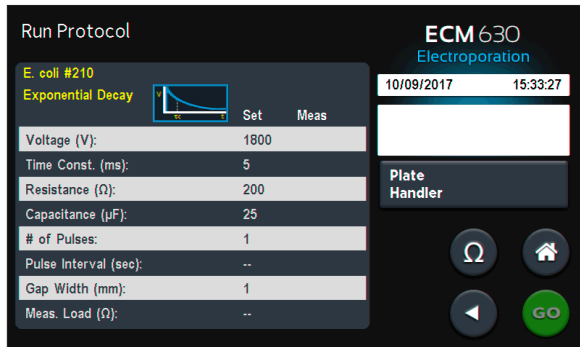 Run Protocol
ECM 630
Electroporation
E. coli #210
Exponential Decay
V
τc t
Set Meas
10/09/2017 15:33:27
Voltage (V): 1800
Time Const. (ms): 5
Resistance (Ω): 200
Capacitance (µF): 25
# of Pulses: 1
Pulse Interval (sec): --
Gap Width (mm): 1
Meas. Load (Ω): --
Plate
Handler
Ω
GO